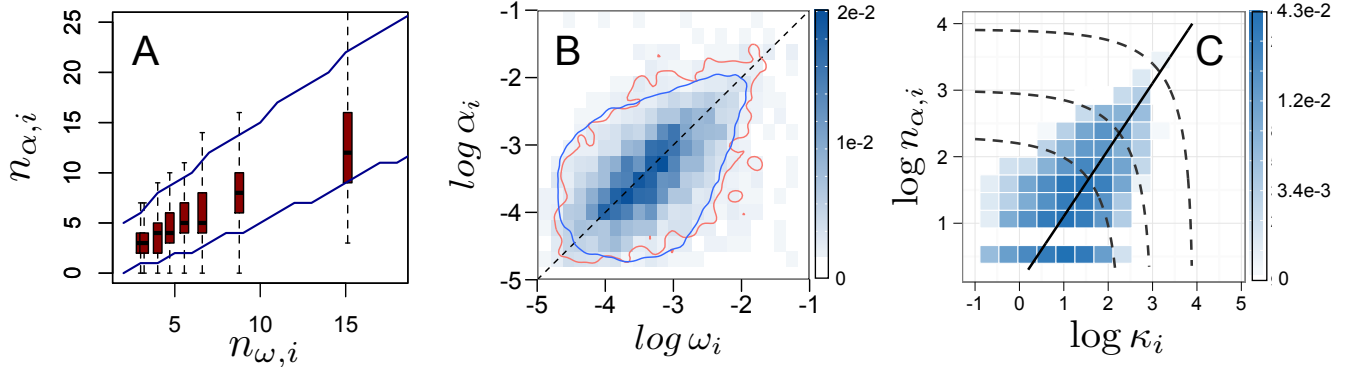 A
n_{α,i}
25
20
15
10
5
0
5
10
15
n_{ω,i}
B
log α_i
-1
-2
-3
-4
-5
-5
-4
-3
-2
-1
log ω_i
2e-2
1e-2
0
C
log n_{α,i}
4
3
2
1
-1
0
1
2
3
4
5
log κ_i
4.3e-2
1.2e-2
3.4e-3
0